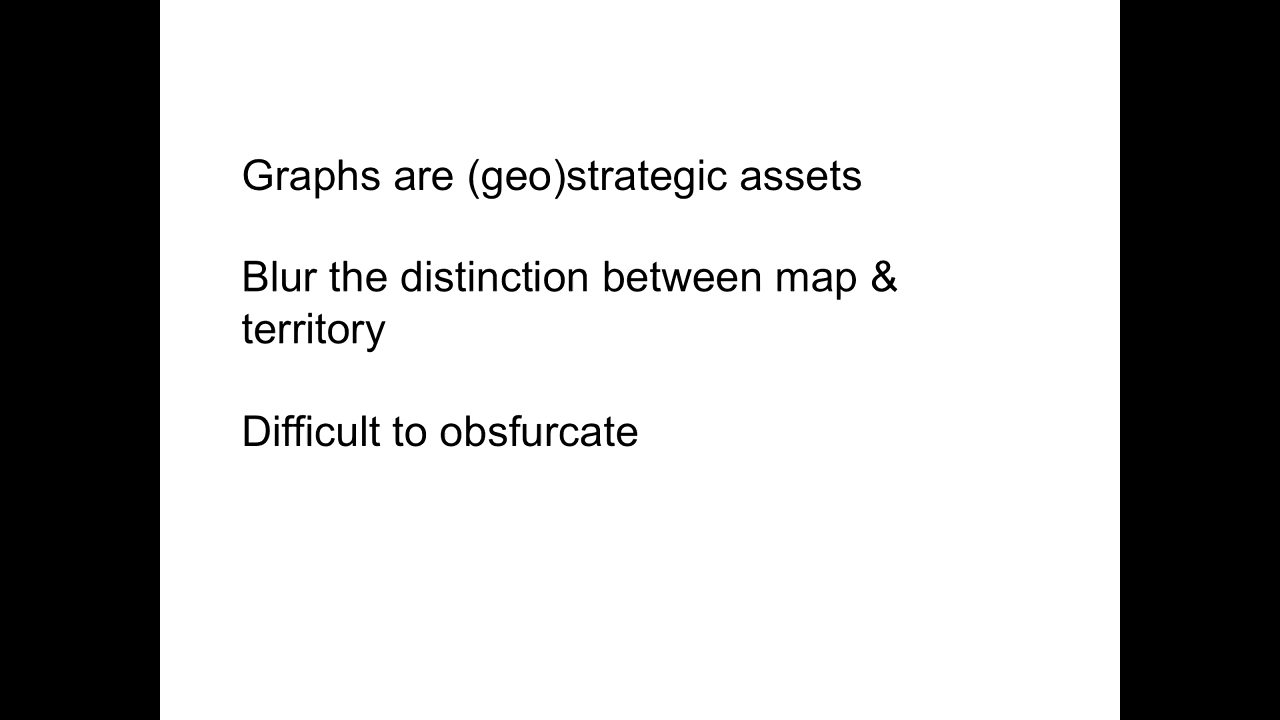 Graphs are (geo)strategic assets
Blur the distinction between map &
territory
Difficult to obsfurcate